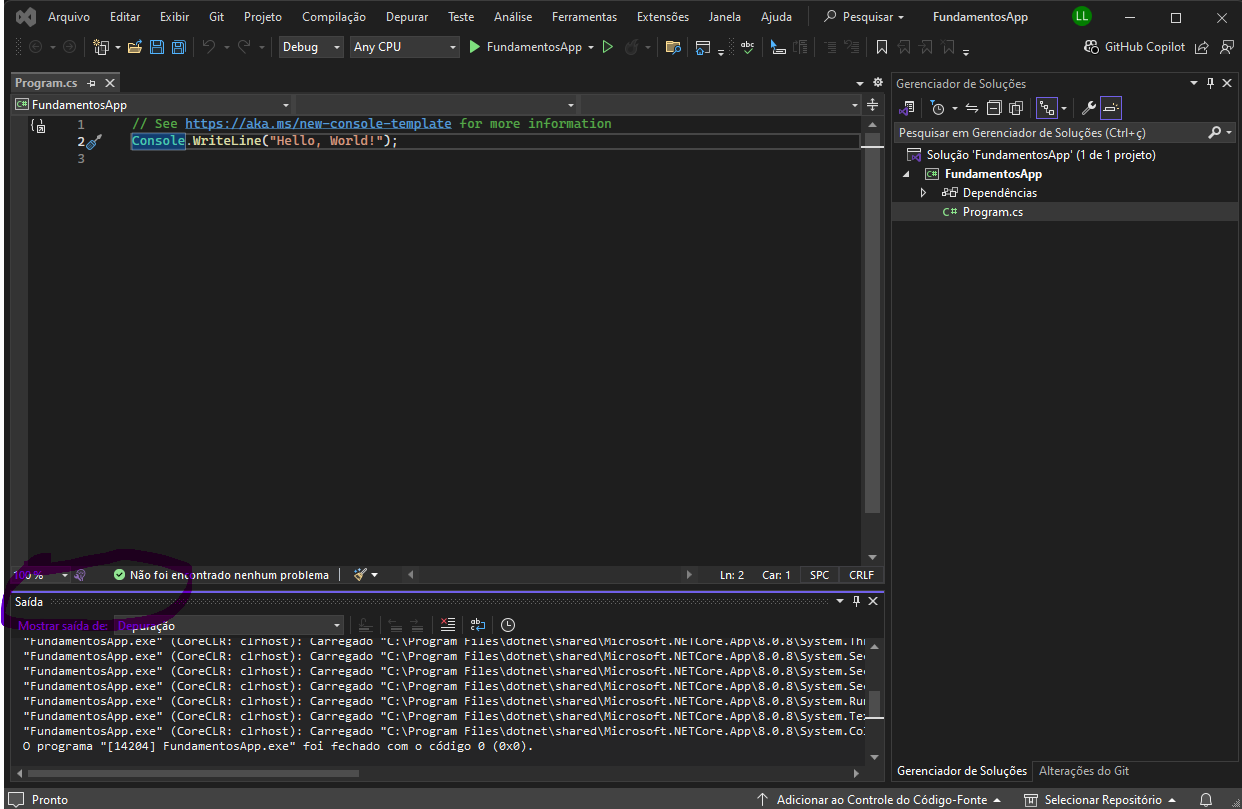 Arquivo Editar Exibir Git Projeto Compilação Depurar Teste Análise Ferramentas Extensões Janela Ajuda Pesquisar FundamentosApp LL
Debug Any CPU FundamentosApp abc GitHub Copilot
Program.cs
C# FundamentosApp
1 // See https://aka.ms/new-console-template for more information
2 Console.WriteLine("Hello, World!");
3
100 % Não foi encontrado nenhum problema Ln: 2 Car: 1 SPC CRLF
Saída
Mostrar saída de: Depuração
"FundamentosApp.exe" (CoreCLR: clrhost): Carregado "C:\Program Files\dotnet\shared\Microsoft.NETCore.App\8.0.8\System.Th
"FundamentosApp.exe" (CoreCLR: clrhost): Carregado "C:\Program Files\dotnet\shared\Microsoft.NETCore.App\8.0.8\System.Se
"FundamentosApp.exe" (CoreCLR: clrhost): Carregado "C:\Program Files\dotnet\shared\Microsoft.NETCore.App\8.0.8\System.Se
"FundamentosApp.exe" (CoreCLR: clrhost): Carregado "C:\Program Files\dotnet\shared\Microsoft.NETCore.App\8.0.8\System.Se
"FundamentosApp.exe" (CoreCLR: clrhost): Carregado "C:\Program Files\dotnet\shared\Microsoft.NETCore.App\8.0.8\System.Ru
"FundamentosApp.exe" (CoreCLR: clrhost): Carregado "C:\Program Files\dotnet\shared\Microsoft.NETCore.App\8.0.8\System.Te
"FundamentosApp.exe" (CoreCLR: clrhost): Carregado "C:\Program Files\dotnet\shared\Microsoft.NETCore.App\8.0.8\System.Co
O programa "[14204] FundamentosApp.exe" foi fechado com o código 0 (0x0).
Gerenciador de Soluções
Pesquisar em Gerenciador de Soluções (Ctrl+ç)
Solução 'FundamentosApp' (1 de 1 projeto)
C# FundamentosApp
Dependências
C# Program.cs
Gerenciador de Soluções Alterações do Git
Pronto Adicionar ao Controle do Código-Fonte Selecionar Repositório